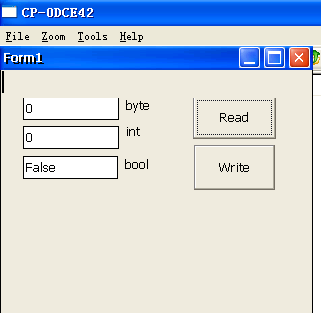 CP-0DCE42
File Zoom Tools Help
Form1
0 byte Read
0 int
False bool Write